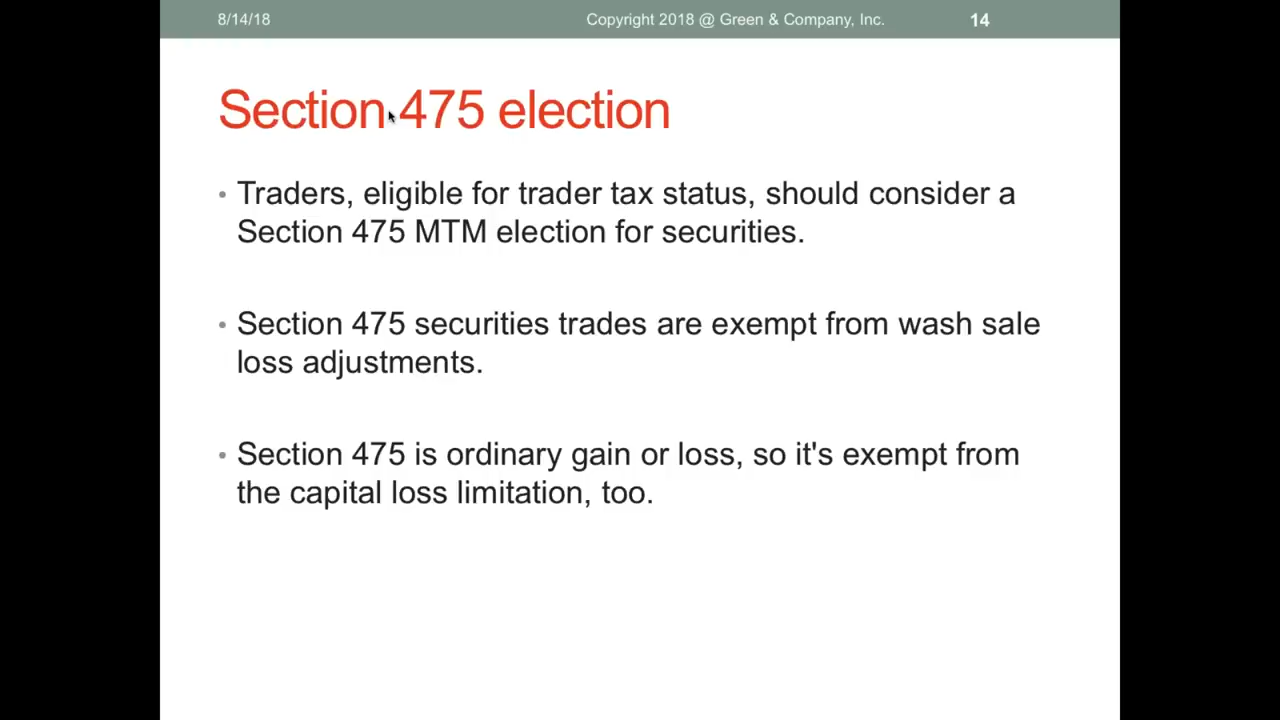 8/14/18 Copyright 2018 @ Green & Company, Inc. 14
Section 475 election
• Traders, eligible for trader tax status, should consider a
Section 475 MTM election for securities.
• Section 475 securities trades are exempt from wash sale
loss adjustments.
• Section 475 is ordinary gain or loss, so it's exempt from
the capital loss limitation, too.